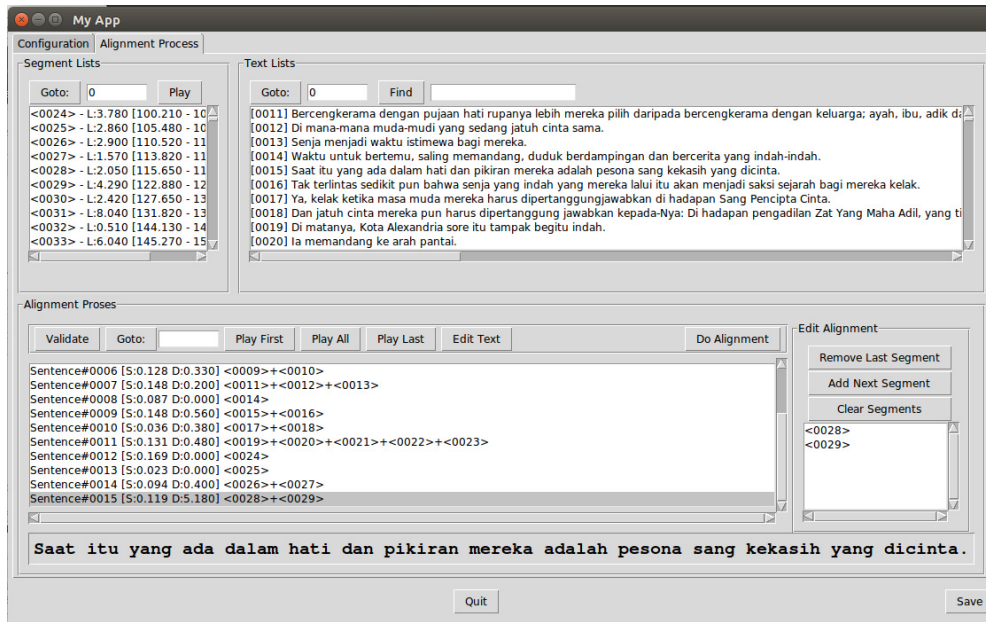 My App
Configuration Alignment Process
Segment Lists
Goto: 0 Play
<0024> - L:3.780 [100.210 - 10
<0025> - L:2.860 [105.480 - 10
<0026> - L:2.900 [110.520 - 11
<0027> - L:1.570 [113.820 - 11
<0028> - L:2.050 [115.650 - 11
<0029> - L:4.290 [122.880 - 12
<0030> - L:2.420 [127.650 - 13
<0031> - L:8.040 [131.820 - 13
<0032> - L:0.510 [144.130 - 14
<0033> - L:6.040 [145.270 - 15
Text Lists
Goto: 0 Find
[0011] Bercengkerama dengan pujaan hati rupanya lebih mereka pilih daripada bercengkerama dengan keluarga; ayah, ibu, adik da
[0012] Di mana-mana muda-mudi yang sedang jatuh cinta sama.
[0013] Senja menjadi waktu istimewa bagi mereka.
[0014] Waktu untuk bertemu, saling memandang, duduk berdampingan dan bercerita yang indah-indah.
[0015] Saat itu yang ada dalam hati dan pikiran mereka adalah pesona sang kekasih yang dicinta.
[0016] Tak terlintas sedikit pun bahwa senja yang indah yang mereka lalui itu akan menjadi saksi sejarah bagi mereka kelak.
[0017] Ya, kelak ketika masa muda mereka harus dipertanggungjawabkan di hadapan Sang Pencipta Cinta.
[0018] Dan jatuh cinta mereka pun harus dipertanggung jawabkan kepada-Nya: Di hadapan pengadilan Zat Yang Maha Adil, yang ti
[0019] Di matanya, Kota Alexandria sore itu tampak begitu indah.
[0020] Ia memandang ke arah pantai.
Alignment Proses
Validate Goto: Play First Play All Play Last Edit Text Do Alignment
Sentence#0006 [S:0.128 D:0.330] <0009>+<0010>
Sentence#0007 [S:0.148 D:0.200] <0011>+<0012>+<0013>
Sentence#0008 [S:0.087 D:0.000] <0014>
Sentence#0009 [S:0.148 D:0.560] <0015>+<0016>
Sentence#0010 [S:0.036 D:0.380] <0017>+<0018>
Sentence#0011 [S:0.131 D:0.480] <0019>+<0020>+<0021>+<0022>+<0023>
Sentence#0012 [S:0.169 D:0.000] <0024>
Sentence#0013 [S:0.023 D:0.000] <0025>
Sentence#0014 [S:0.094 D:0.400] <0026>+<0027>
Sentence#0015 [S:0.119 D:5.180] <0028>+<0029>
Edit Alignment
Remove Last Segment
Add Next Segment
Clear Segments
<0028>
<0029>
Saat itu yang ada dalam hati dan pikiran mereka adalah pesona sang kekasih yang dicinta.
Quit Save